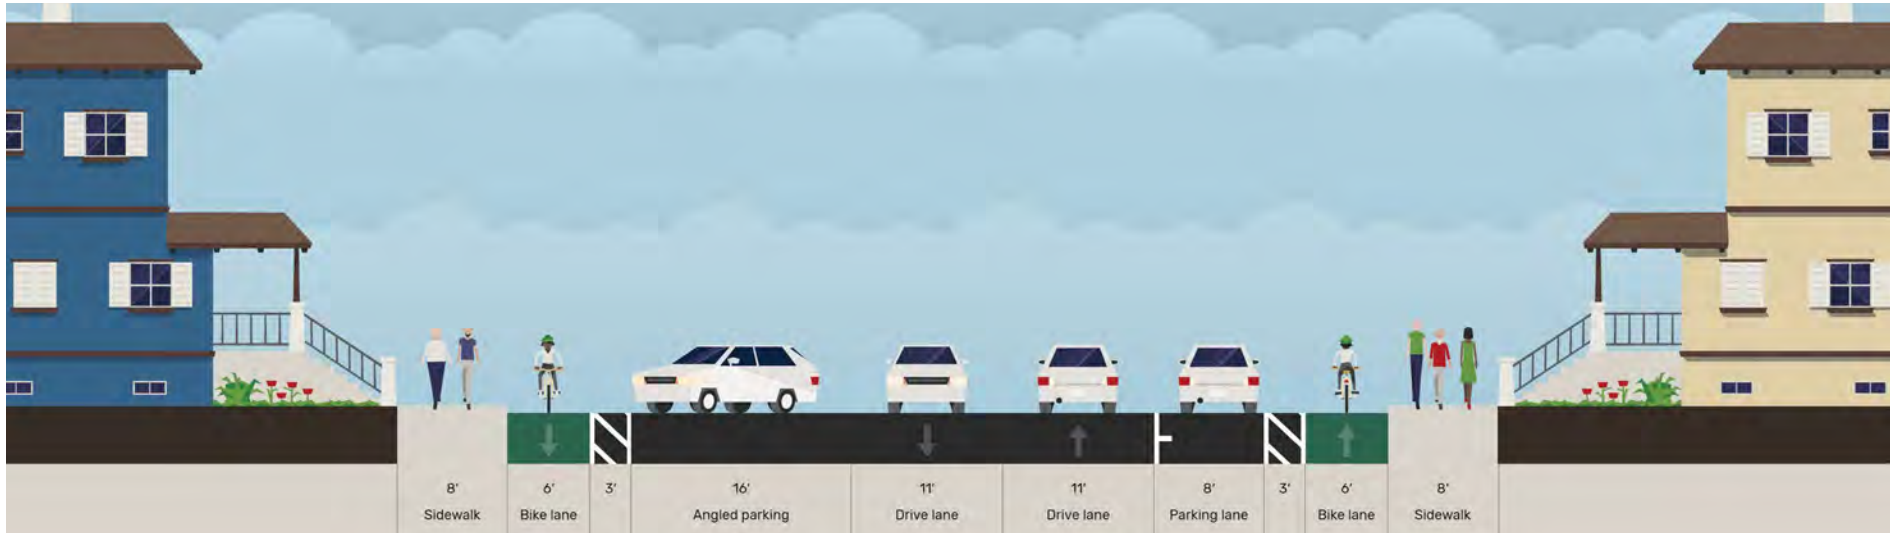 8' 6' 3' 16' 11' 11' 8' 3' 6' 8'
Sidewalk Bike lane Angled parking Drive lane Drive lane Parking lane Bike lane Sidewalk